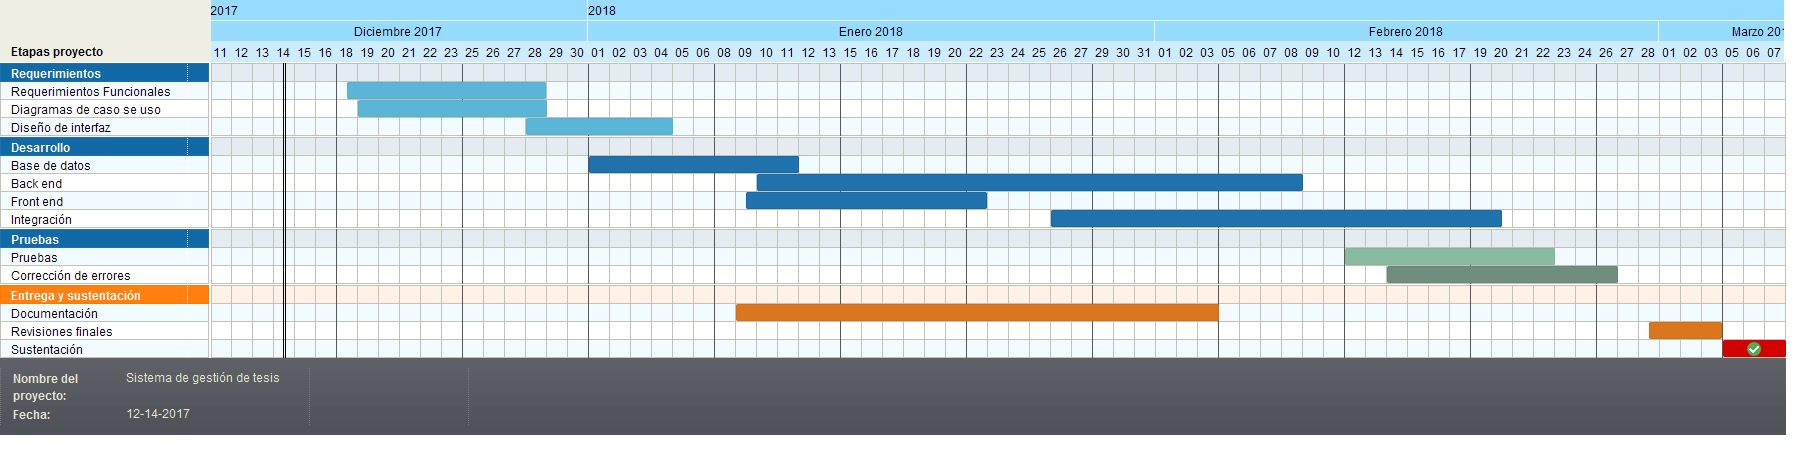 2017 2018
Diciembre 2017 Enero 2018 Febrero 2018 Marzo 201
Etapas proyecto 11 12 13 14 15 16 18 19 20 21 22 23 25 26 27 28 29 30 01 02 03 04 05 06 08 09 10 11 12 13 15 16 17 18 19 20 22 23 24 25 26 27 29 30 31 01 02 03 05 06 07 08 09 10 12 13 14 15 16 17 19 20 21 22 23 24 26 27 28 01 02 03 05 06 07
Requerimientos
Requerimientos Funcionales
Diagramas de caso se uso
Diseño de interfaz
Desarrollo
Base de datos
Back end
Front end
Integración
Pruebas
Pruebas
Corrección de errores
Entrega y sustentación
Documentación
Revisiones finales
Sustentación
Nombre del Sistema de gestión de tesis
proyecto:
Fecha: 12-14-2017